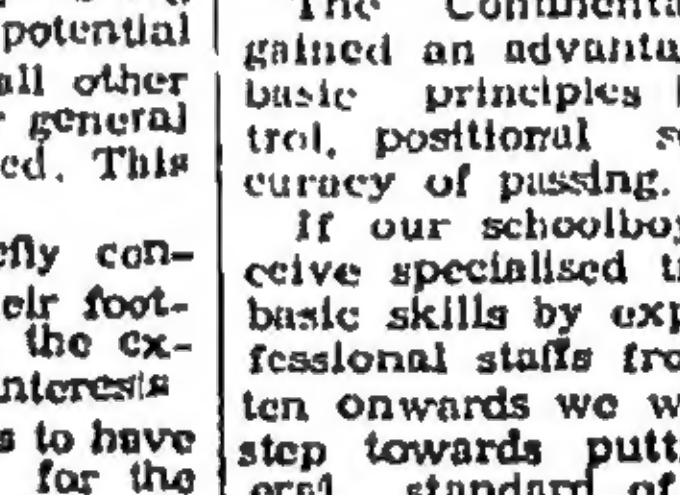 potential
all other
general
ed. This
efly con-
eir foot-
the ex-
interests
s to have
for the
The Continenta
gained an advanta
basic principles
trol, positional s
curacy of passing.
If our schoolboy
ceive specialised t
basic skills by exp
fessional staffs fro
ten onwards we w
step towards putt
eral standard of